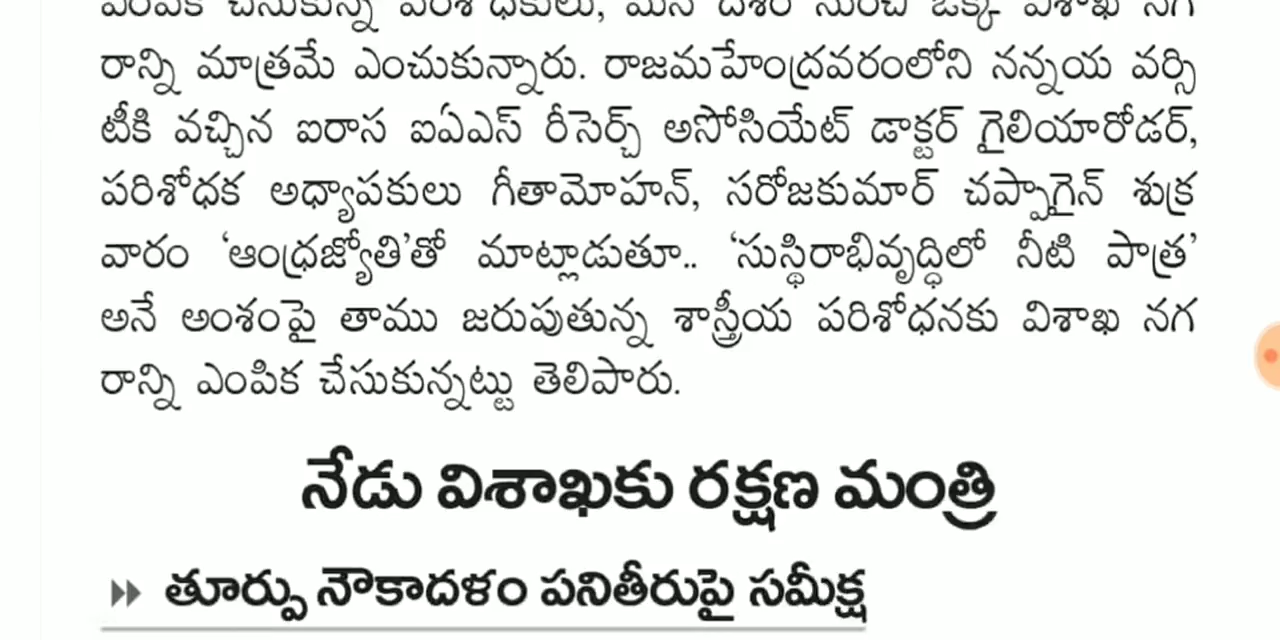 రాన్ని మాత్రమే ఎంచుకున్నారు. రాజమహేంద్రవరంలోని నన్నయ వర్సి
టీకి వచ్చిన ఐరాస ఐఏఎస్ రీసెర్చ్ అసోసియేట్ డాక్టర్ గైలియారోడర్,
పరిశోధక అధ్యాపకులు గీతామోహన్, సరోజకుమార్ చప్పాగైన్ శుక్ర
వారం ‘ఆంధ్రజ్యోతి’తో మాట్లాడుతూ.. ‘సుస్థిరాభివృద్ధిలో నీటి పాత్ర’
అనే అంశంపై తాము జరుపుతున్న శాస్త్రీయ పరిశోధనకు విశాఖ నగ
రాన్ని ఎంపిక చేసుకున్నట్టు తెలిపారు.
నేడు విశాఖకు రక్షణ మంత్రి
తూర్పు నౌకాదళం పనితీరుపై సమీక్ష